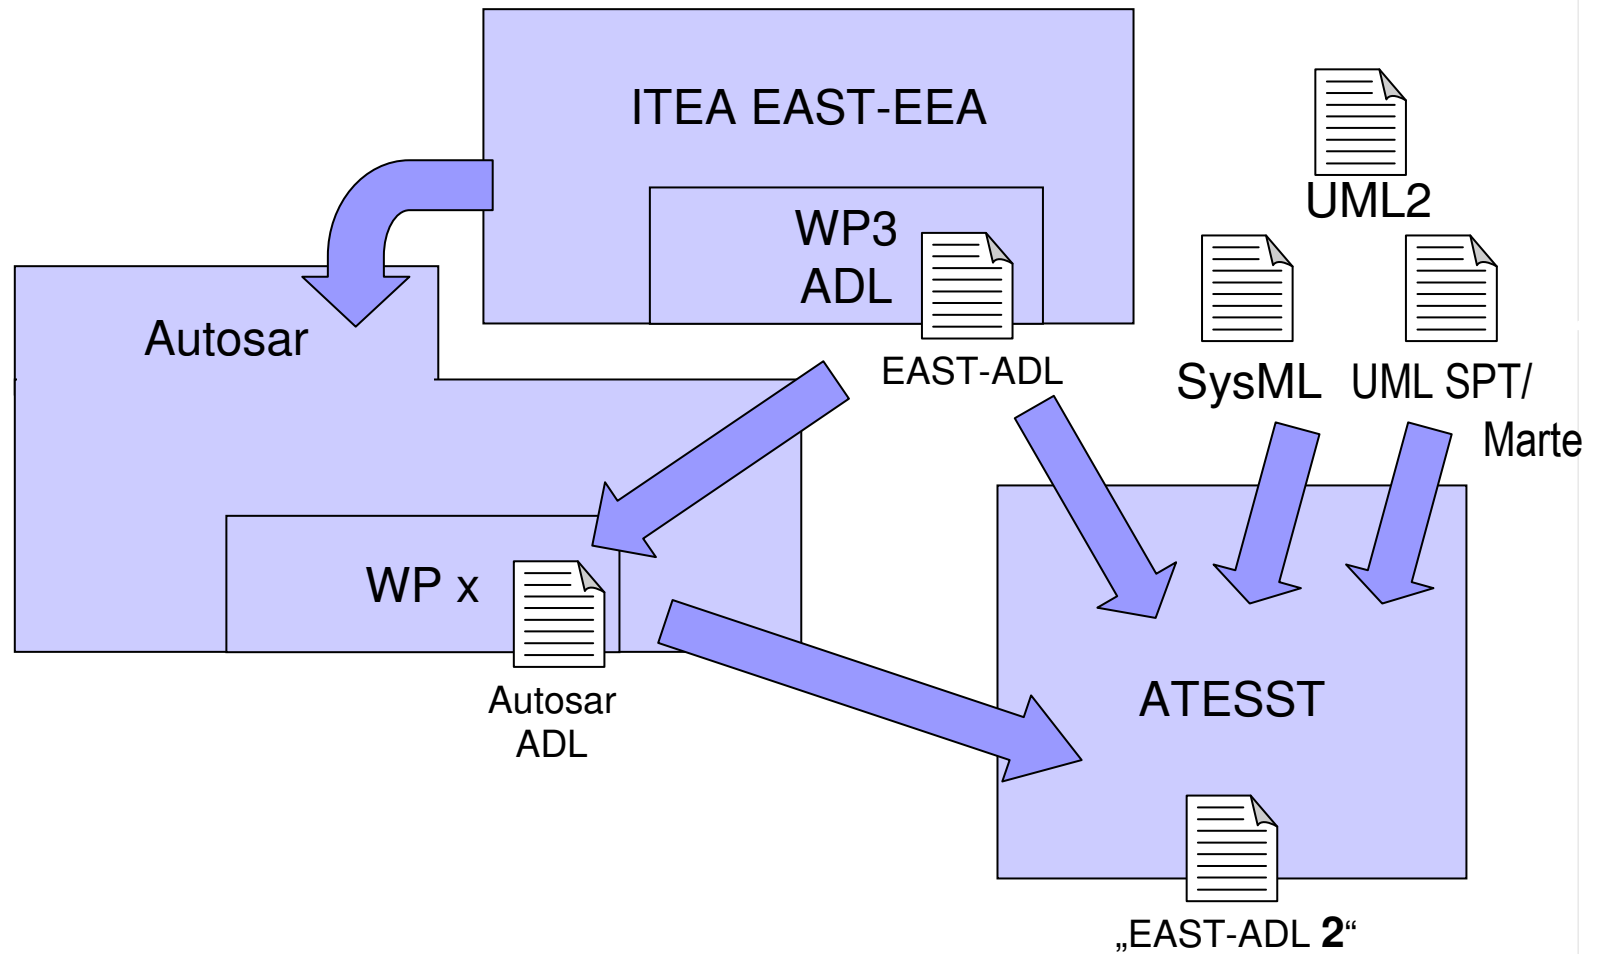 ITEA EAST-EEA
WP3
ADL
EAST-ADL
UML2
SysML
UML SPT/
Marte
Autosar
WP x
Autosar
ADL
ATESST
„EAST-ADL 2“